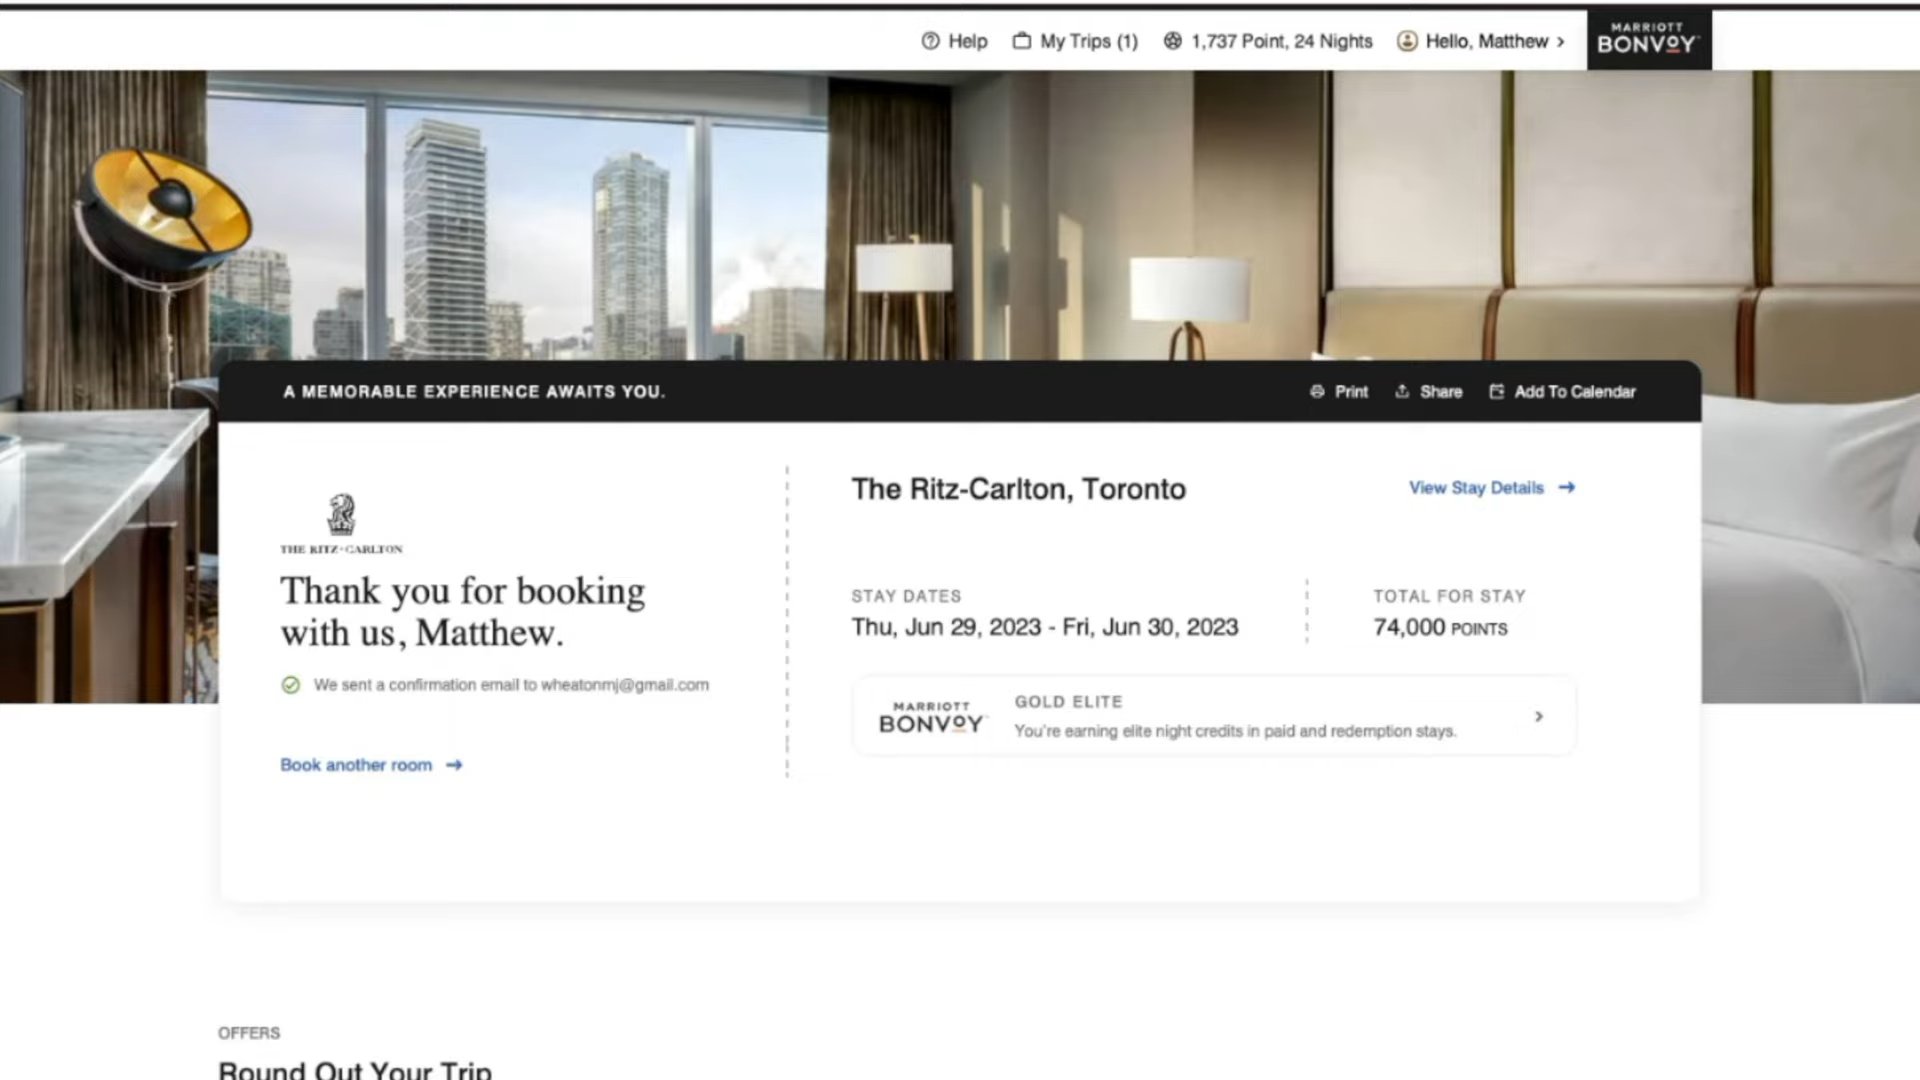 Help My Trips (1) 1,737 Point, 24 Nights Hello, Matthew
MARRIOTT
BONVOY
A MEMORABLE EXPERIENCE AWAITS YOU.
Print Share Add To Calendar
THE RITZ-CARLTON
Thank you for booking
with us, Matthew.
We sent a confirmation email to wheatonmj@gmail.com
Book another room
The Ritz-Carlton, Toronto
View Stay Details
STAY DATES
Thu, Jun 29, 2023 - Fri, Jun 30, 2023
TOTAL FOR STAY
74,000 POINTS
MARRIOTT
BONVOY
GOLD ELITE
You're earning elite night credits in paid and redemption stays.
OFFERS
Round Out Your Trip